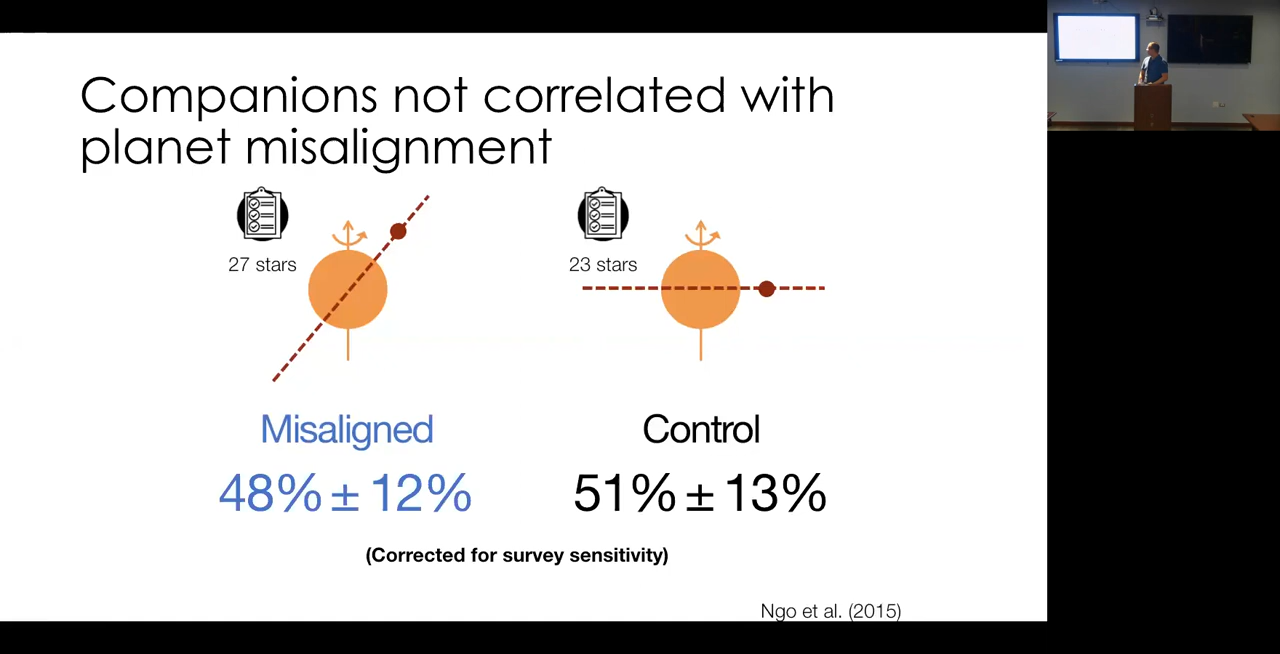 Companions not correlated with
planet misalignment
27 stars
23 stars
Misaligned
Control
48% ± 12%
51% ± 13%
(Corrected for survey sensitivity)
Ngo et al. (2015)